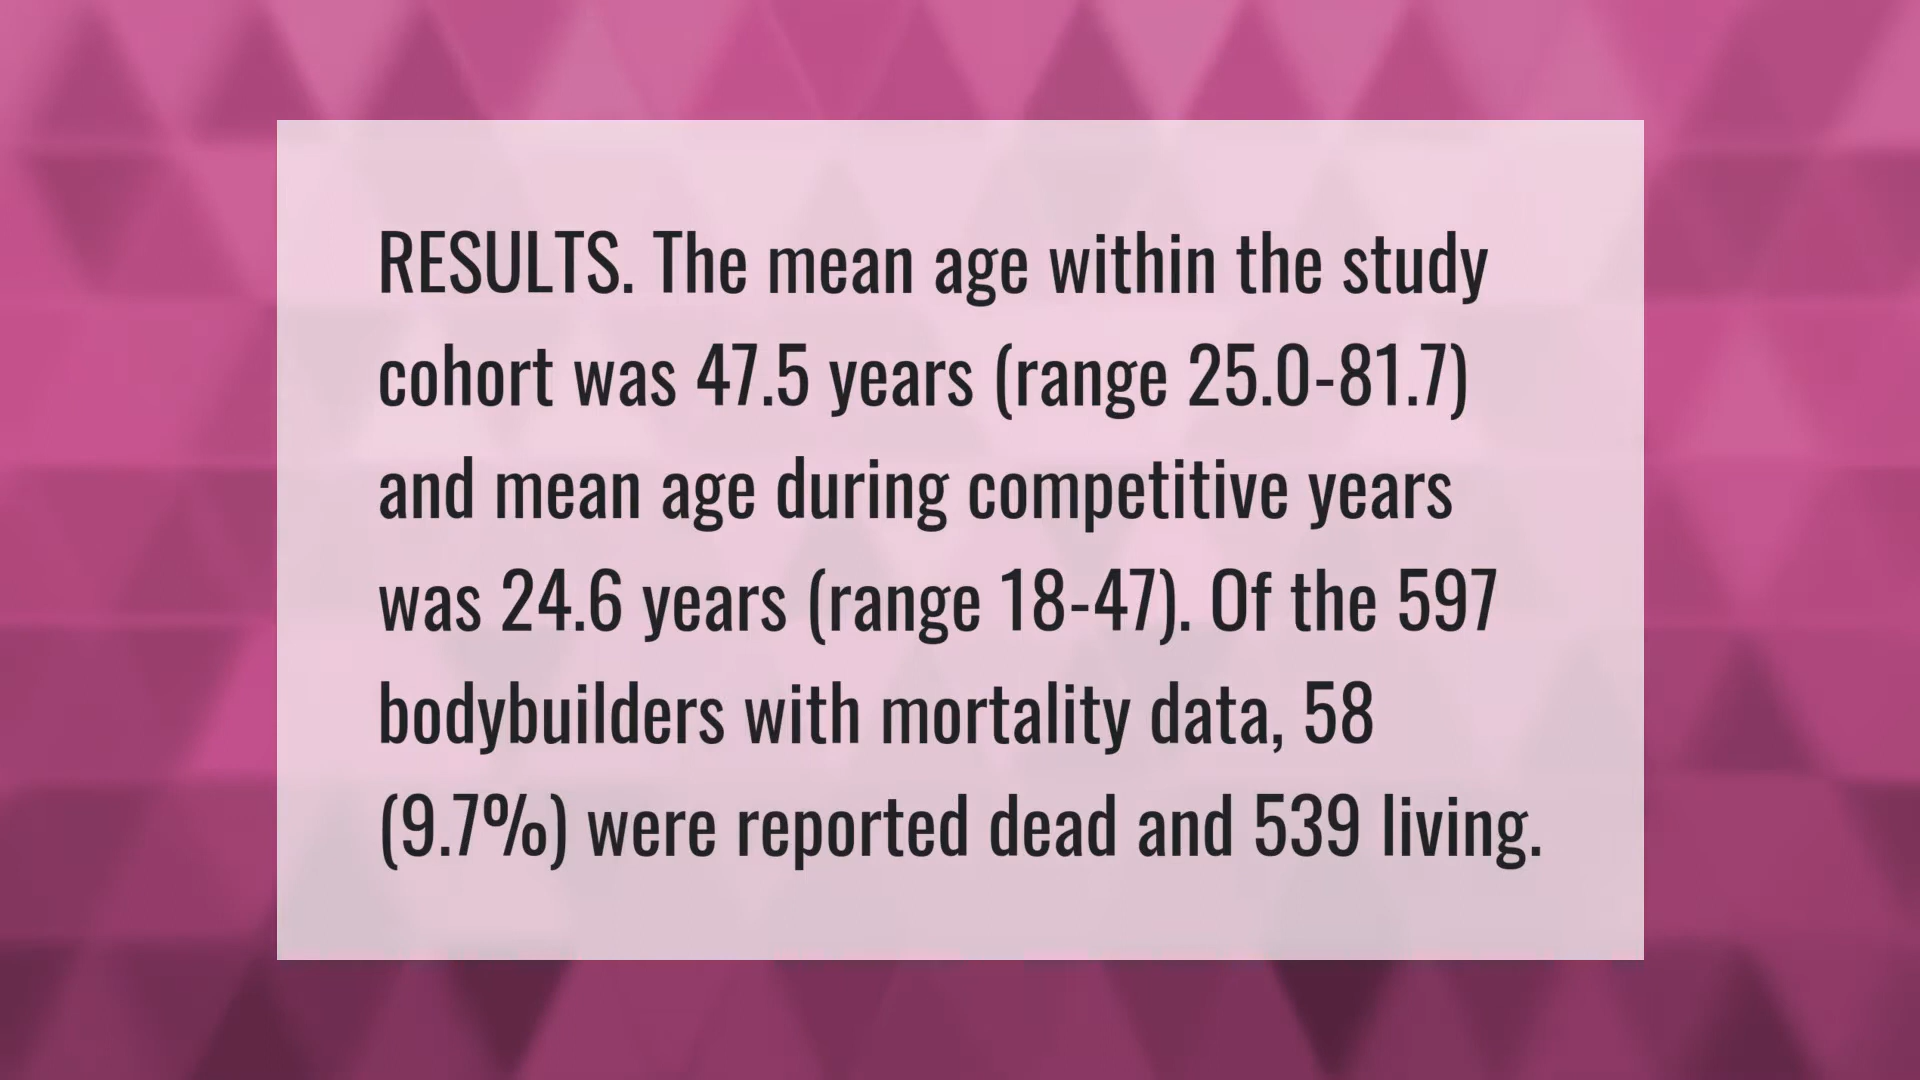 RESULTS. The mean age within the study
cohort was 47.5 years (range 25.0-81.7)
and mean age during competitive years
was 24.6 years (range 18-47). Of the 597
bodybuilders with mortality data, 58
(9.7%) were reported dead and 539 living.